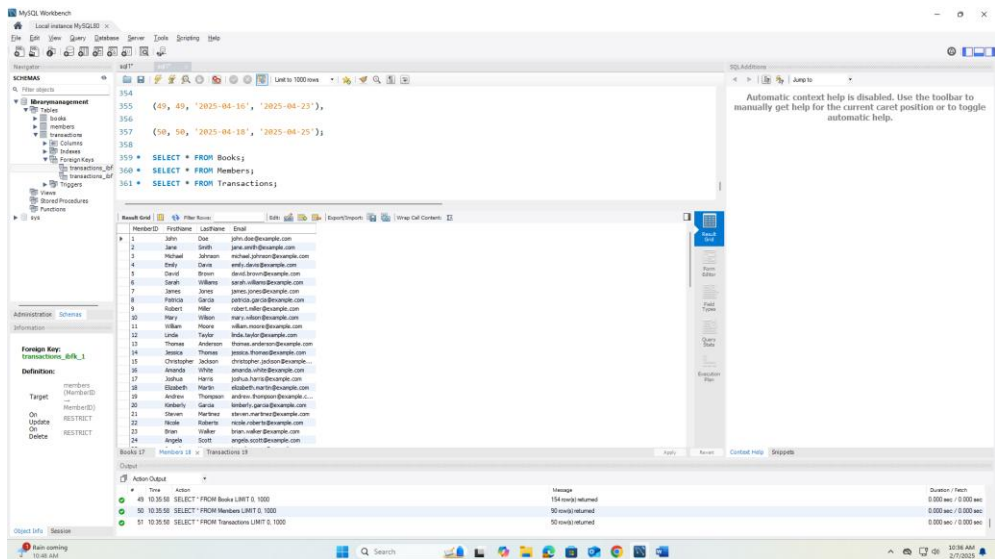 MySQL Workbench
Local instance MySQL80
File Edit View Query Database Server Tools Scripting Help
Navigator
SCHEMAS
Filter objects
librarymanagement
Tables
books
members
transactions
Columns
Indexes
Foreign Keys
transactions_ibf
transactions_ibf
Triggers
Views
Stored Procedures
Functions
sys
Administration Schemas
Information
Foreign Key:
transactions_ibfk_1
Definition:
Target members (MemberID → MemberID)
On Update RESTRICT
On Delete RESTRICT
Object Info Session
Limit to 1000 rows
354
355 (49, 49, '2025-04-16', '2025-04-23'),
356
357 (50, 50, '2025-04-18', '2025-04-25');
358
359 SELECT * FROM Books;
360 SELECT * FROM Members;
361 SELECT * FROM Transactions;
Result Grid Filter Rows: Edit: Export/Import: Wrap Cell Content:
MemberID FirstName LastName Email
1 John Doe john.doe@example.com
2 Jane Smith jane.smith@example.com
3 Michael Johnson michael.johnson@example.com
4 Emily Davis emily.davis@example.com
5 David Brown david.brown@example.com
6 Sarah Williams sarah.williams@example.com
7 James Jones james.jones@example.com
8 Patricia Garcia patricia.garcia@example.com
9 Robert Miller robert.miller@example.com
10 Mary Wilson mary.wilson@example.com
11 William Moore william.moore@example.com
12 Linda Taylor linda.taylor@example.com
13 Thomas Anderson thomas.anderson@example.com
14 Jessica Thomas jessica.thomas@example.com
15 Christopher Jackson christopher.jackson@example....
16 Amanda White amanda.white@example.com
17 Joshua Harris joshua.harris@example.com
18 Elizabeth Martin elizabeth.martin@example.com
19 Andrew Thompson andrew.thompson@example.c...
20 Kimberly Garcia kimberly.garcia@example.com
21 Steven Martinez steven.martinez@example.com
22 Nicole Roberts nicole.roberts@example.com
23 Brian Walker brian.walker@example.com
24 Angela Scott angela.scott@example.com
Result Grid
Form Editor
Field Types
Query Stats
Execution Plan
Books 17 Members 18 Transactions 19
Apply Revert
Output
Action Output
# Time Action Message Duration / Fetch
49 10:35:58 SELECT * FROM Books LIMIT 0, 1000 154 row(s) returned 0.000 sec / 0.000 sec
50 10:35:58 SELECT * FROM Members LIMIT 0, 1000 50 row(s) returned 0.000 sec / 0.000 sec
51 10:35:58 SELECT * FROM Transactions LIMIT 0, 1000 50 row(s) returned 0.000 sec / 0.000 sec
SQLAdditions
Jump to
Automatic context help is disabled. Use the toolbar to
manually get help for the current caret position or to toggle
automatic help.
Context Help Snippets
Rain coming
10:46 AM
Search
10:36 AM
2/7/2025